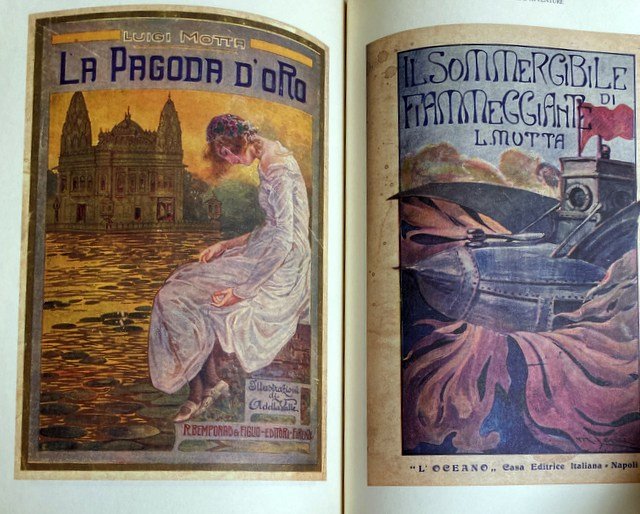 LUIGI MOTTA
LA PAGODA D'ORO
Illustrazioni
di
R. BEMPORAD & FIGLIO - EDITORI - FIRENZE
IL SOMMERGIBILE
DI
FIAMMEGGIANTE
L. MOTTA
"L'OCEANO" Casa Editrice Italiana - Napoli